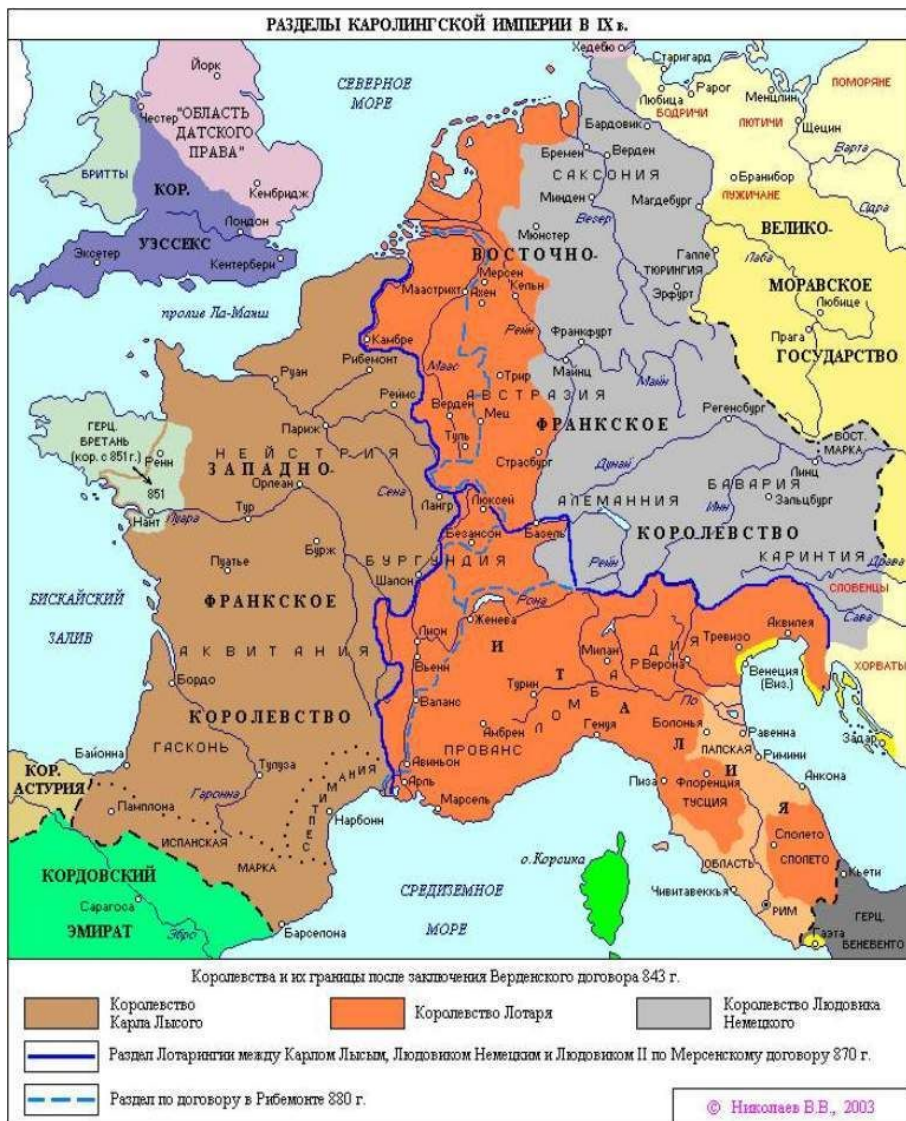 РАЗДЕЛЫ КАРОЛИНГСКОЙ ИМПЕРИИ В IX в.
Хедебю
Старигард
ПОМОРЯНЕ
Йорк
СЕВЕРНОЕ
МОРЕ
Любица
Рарог
Менцлин
БОДРИЧИ
ЛЮТИЧИ
Щецин
Честер
"ОБЛАСТЬ
ДАТСКОГО
ПРАВА"
Бардовик
Варта
Бремен
Верден
БРИТТЫ
КОР.
Кембридж
САКСОНИЯ
Бранибор
ЛУЖИЧАНЕ
Минден
Магдебург
Одра
Лондон
Везер
УЭССЕКС
Мюнстер
ВЕЛИКО-
Эксетер
Кентербери
ВОСТОЧНО-
Галле
ТЮРИНГИЯ
Лаба
Мерсен
Маастрихт
Ахен
Кельн
Эрфурт
МОРАВСКОЕ
Любице
пролив Ла-Манш
Рейн
Франкфурт
Прага
Камбре
ГОСУДАРСТВО
Рибемонт
Маас
Майнц
Майн
Руан
Трир
Реймс
АВСТРАЗИЯ
Верден
Мец
ФРАНКСКОЕ
Регенсбург
Париж
Туль
ГЕРЦ.
БРЕТАНЬ
(кор. с 851г.)
НЕЙСТРИЯ
Страсбург
ВОСТ.
МАРКА
Ренн
ЗАПАДНО-
Дунай
Линц
851
Орлеан
Сена
Лангр
Люксей
АЛЕМАННИЯ
БАВАРИЯ
Зальцбург
Нант
Луара
Тур
Инн
Безансон
Базель
КОРОЛЕВСТВО
Бурж
БУРГУНДИЯ
Рейн
КАРИНТИЯ
Драва
Пуатье
Шалон
СЛОВЕНЦЫ
БИСКАЙСКИЙ
ЗАЛИВ
ФРАНКСКОЕ
Женева
Рона
Сава
Лион
Аквилея
Тревизо
АКВИТАНИЯ
Милан
Верона
ХОРВАТЫ
Вьенн
Венеция
(Виз.)
Бордо
Турин
ЛОМБАРДИЯ
Валанс
По
КОРОЛЕВСТВО
Амбрен
Генуя
Болонья
Равенна
Задар
Байонна
ГАСКОНЬ
ПРОВАНС
ИТАЛИЯ
ПАПСКАЯ
Римини
КОР.
АСТУРИЯ
Тулуза
Авиньон
Арль
Пиза
Флоренция
Анкона
Гаронна
СЕПТИМАНИЯ
ТУСЦИЯ
Памплона
Марсель
Нарбонн
Сполето
ИСПАНСКАЯ
МАРКА
о. Корсика
ОБЛАСТЬ
СПОЛЕТО
КОРДОВСКИЙ
СРЕДИЗЕМНОЕ
МОРЕ
Чивитавеккья
Кьети
Сарагоса
РИМ
ГЕРЦ.
БЕНЕВЕНТО
ЭМИРАТ
Эбро
Барселона
Гаэта
Королевства и их границы после заключения Верденского договора 843 г.
Королевство
Карла Лысого
Королевство Лотаря
Королевство Людовика
Немецкого
Раздел Лотарингии между Карлом Лысым, Людовиком Немецким и Людовиком II по Мерсенскому договору 870 г.
Раздел по договору в Рибемонте 880 г.
© Николаев В.В., 2003